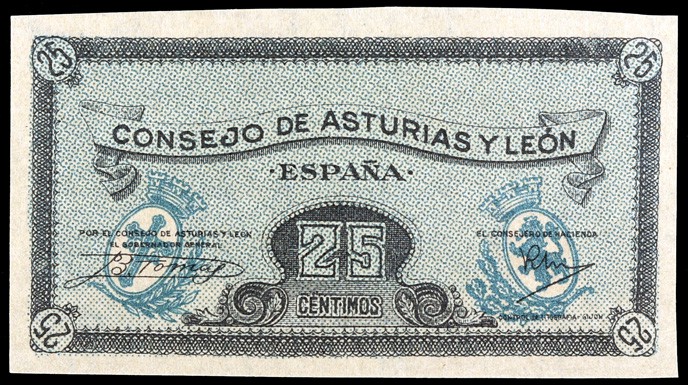 25 25
CONSEJO DE ASTURIAS Y LEÓN
·ESPAÑA·
POR EL CONSEJO DE ASTURIAS Y LEÓN
EL GOBERNADOR GENERAL
EL CONSEJERO DE HACIENDA
25
CÉNTIMOS
25 25